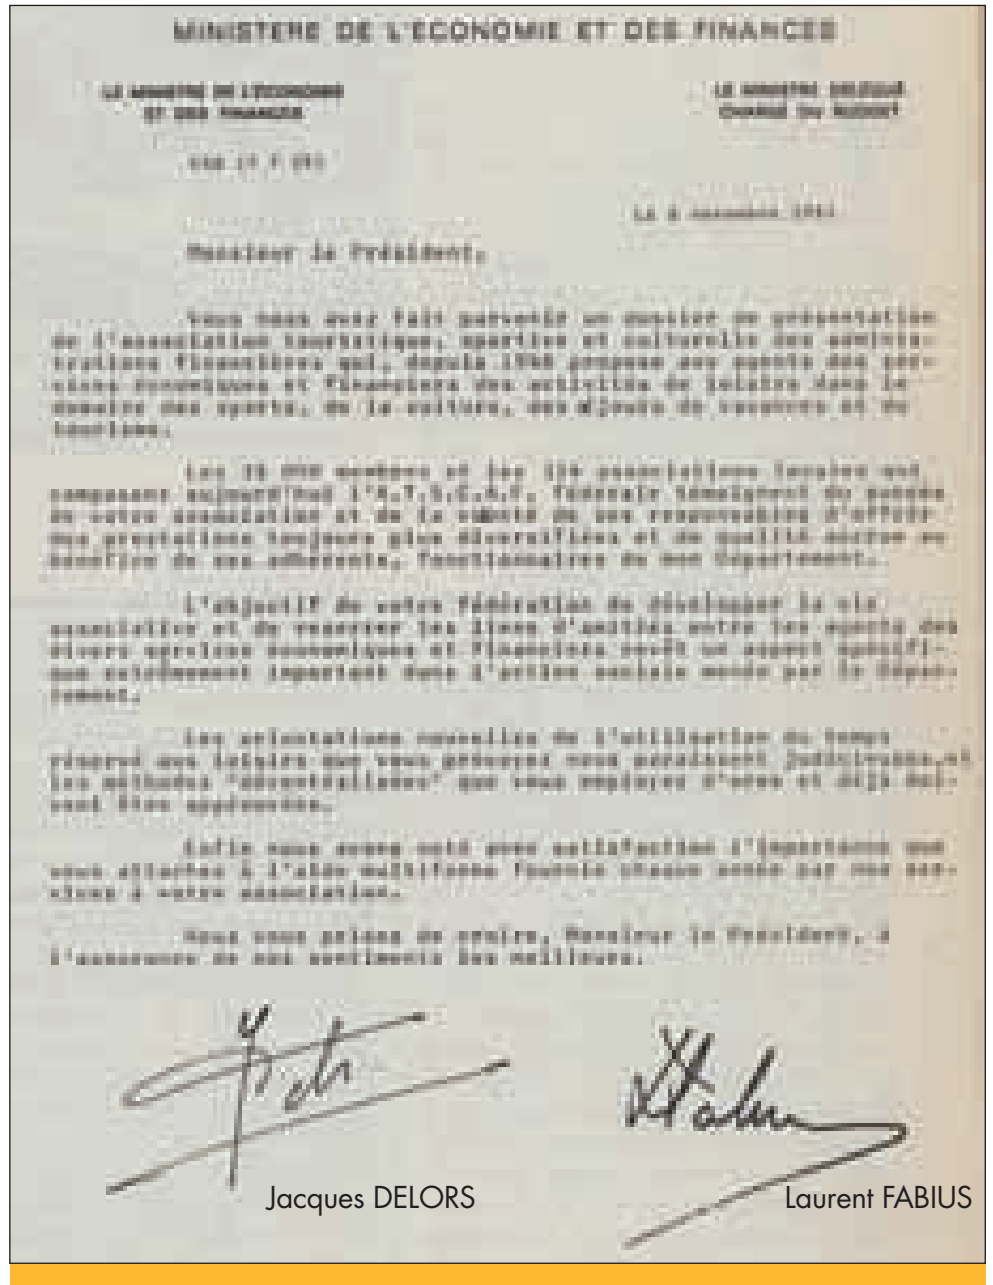 MINISTERE DE L'ECONOMIE ET DES FINANCES
LE MINISTRE DE L'ECONOMIE
ET DES FINANCES
LE MINISTRE DELEGUE
CHARGE DU BUDGET
Le novembre
Monsieur le Président,
Vous nous avez fait parvenir un dossier de présentation
de l'association touristique, sportive et culturelle des adminis-
trations financières qui, depuis propose aux agents des ser-
vices économiques et financiers des activités de loisirs dans le
domaine des sports, de la culture, des séjours de vacances et du
tourisme.
Les membres et les associations locales qui
composent aujourd'hui l'A.T.S.C.A.F. fédérale témoignent du succès
de votre association et de la de ses responsables d'offrir
des prestations toujours plus diversifiées et de qualité accrue au
bénéfice de ses adhérents, fonctionnaires de mon Département.
L'objectif de votre fédération de développer la vie
associative et de resserrer les liens d'amitiés entre les agents des
divers services économiques et financiers revêt un aspect spécifi-
que extrêmement important dans l'action sociale menée par le Dépar-
tement.
Les orientations nouvelles de l'utilisation du temps
réservé aux loisirs que vous nous paraissent judicieuses, et
les méthodes "décentralisées" que vous employez d'ores et déjà doi-
vent être approuvées.
Enfin nous avons noté avec satisfaction l'importance que
vous attachez à l'aide multiforme fournie chaque année par nos ser-
vices à votre association.
Nous vous prions de croire, Monsieur le Président, à
l'assurance de nos sentiments les meilleurs.
Jacques DELORS
Laurent FABIUS